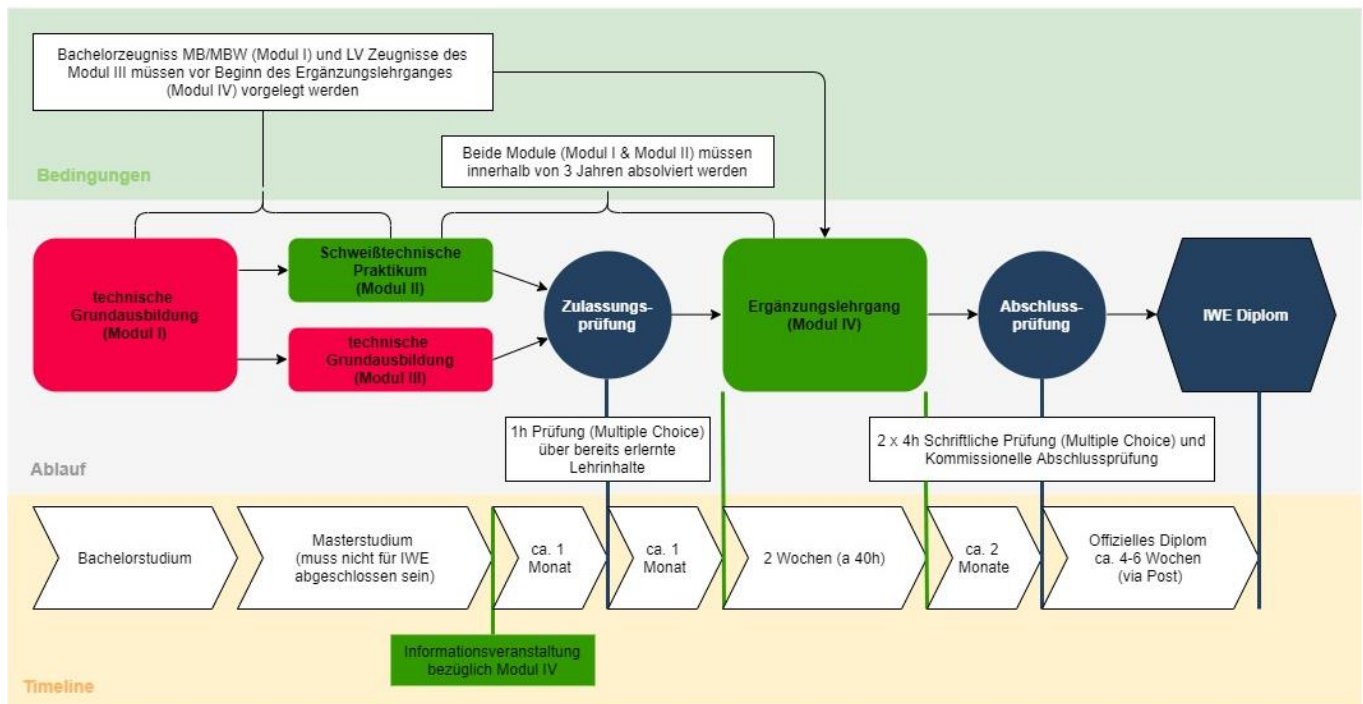 Bachelorzeugniss MB/MBW (Modul I) und LV Zeugnisse des
Modul III müssen vor Beginn des Ergänzungslehrganges
(Modul IV) vorgelegt werden
Beide Module (Modul I & Modul II) müssen
innerhalb von 3 Jahren absolviert werden
Bedingungen
technische
Grundausbildung
(Modul I)
Schweißtechnische
Praktikum
(Modul II)
technische
Grundausbildung
(Modul III)
Zulassungs-
prüfung
Ergänzungslehrgang
(Modul IV)
Abschluss-
prüfung
IWE Diplom
1h Prüfung (Multiple Choice)
über bereits erlernte
Lehrinhalte
2 x 4h Schriftliche Prüfung (Multiple Choice) und
Kommissionelle Abschlussprüfung
Ablauf
Bachelorstudium
Masterstudium
(muss nicht für IWE
abgeschlossen sein)
ca. 1
Monat
ca. 1
Monat
2 Wochen (a 40h)
ca. 2
Monate
Offizielles Diplom
ca. 4-6 Wochen
(via Post)
Informationsveranstaltung
bezüglich Modul IV
Timeline